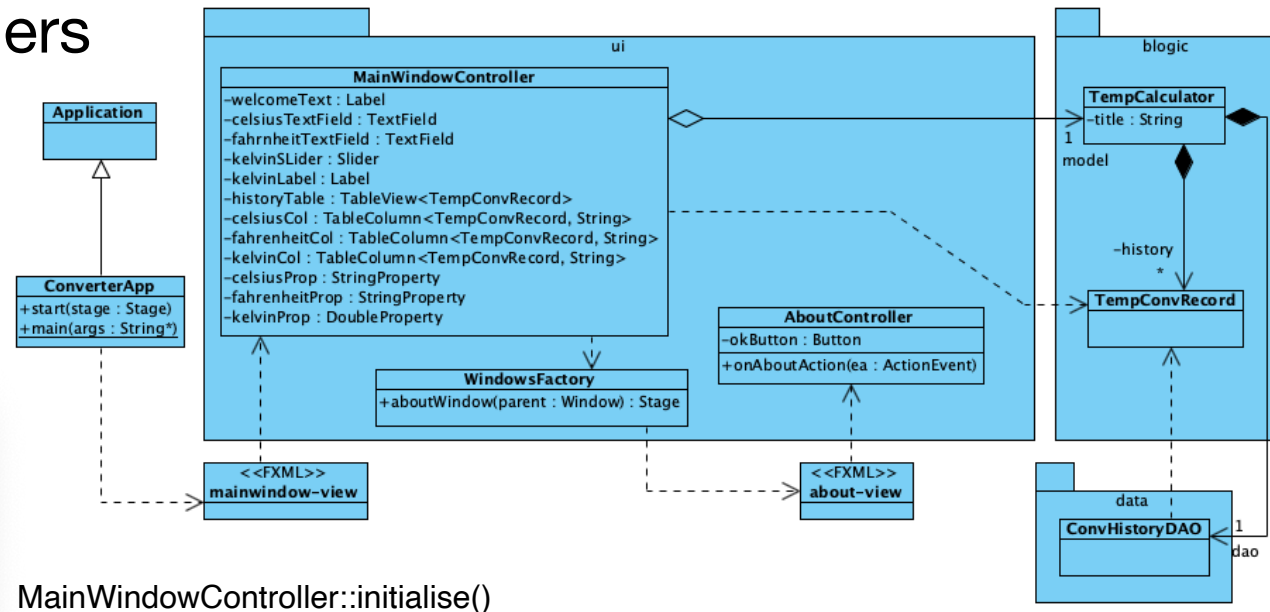 ers
ui
blogic
MainWindowController
-welcomeText : Label
-celsiusTextField : TextField
-fahrnheitTextField : TextField
-kelvinSLider : Slider
-kelvinLabel : Label
-historyTable : TableView<TempConvRecord>
-celsiusCol : TableColumn<TempConvRecord, String>
-fahrenheitCol : TableColumn<TempConvRecord, String>
-kelvinCol : TableColumn<TempConvRecord, String>
-celsiusProp : StringProperty
-fahrenheitProp : StringProperty
-kelvinProp : DoubleProperty
Application
ConverterApp
+start(stage : Stage)
+main(args : String*)
TempCalculator
-title : String
1
model
-history
*
TempConvRecord
AboutController
-okButton : Button
+onAboutAction(ea : ActionEvent)
WindowsFactory
+aboutWindow(parent : Window) : Stage
<<FXML>>
mainwindow-view
<<FXML>>
about-view
data
ConvHistoryDAO
1
dao
MainWindowController::initialise()